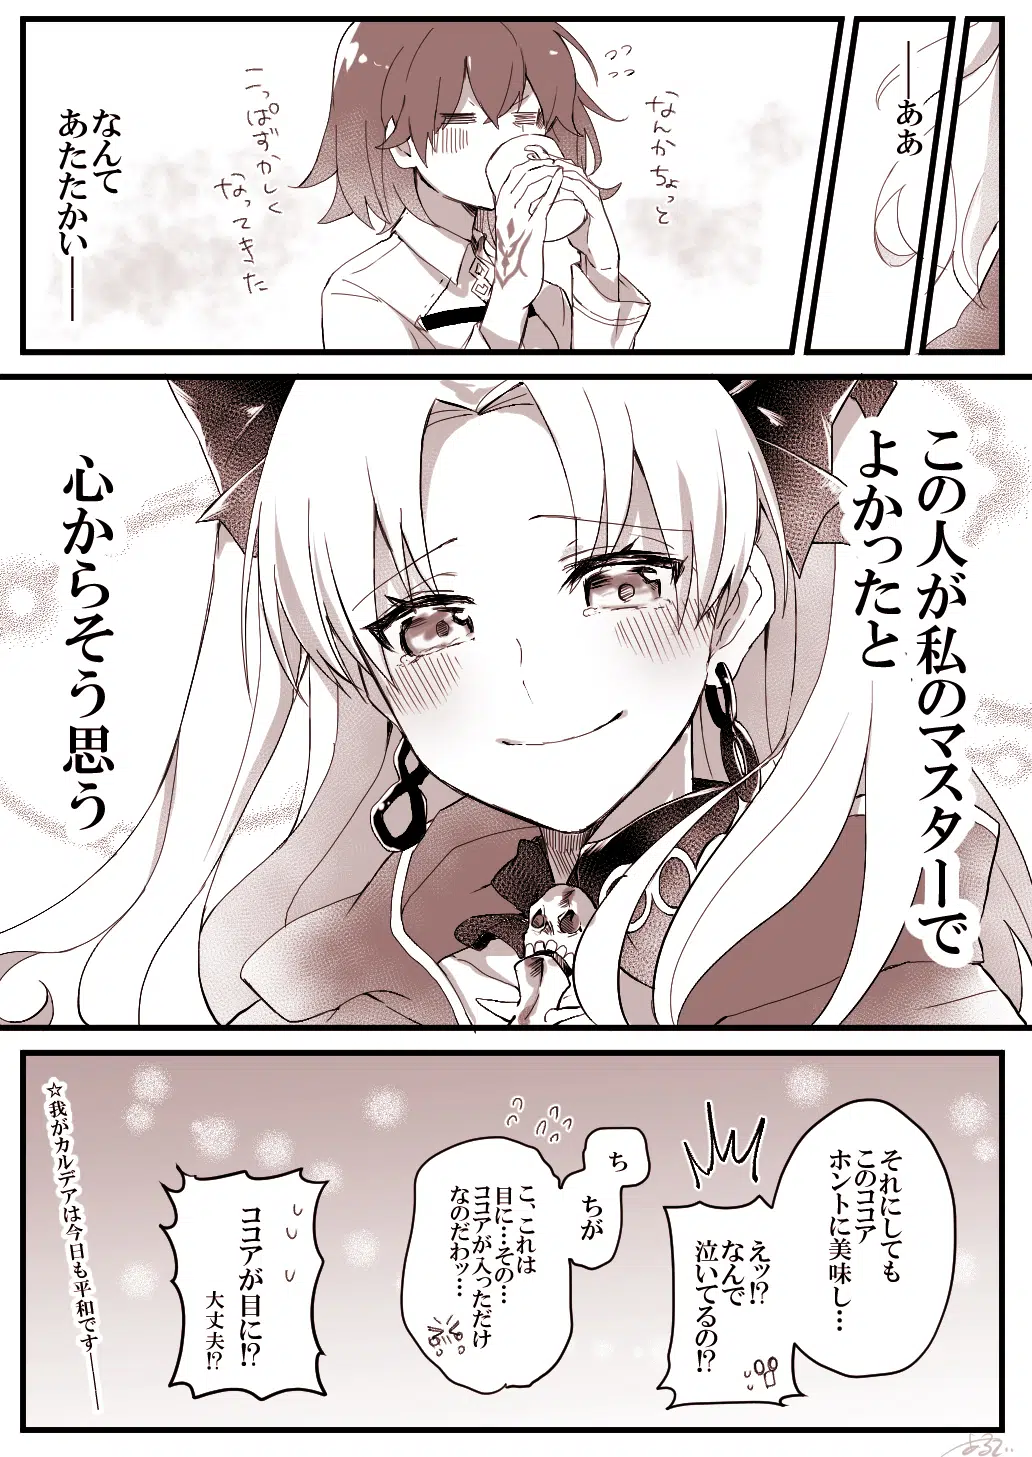 ――ああ
なんかちょっと
こっぱずかしく
なってきた
なんて
あたたかい――
この人が私のマスターで
よかったと
心からそう思う
それにしても
このココア
ホントに美味し…
えッ!?
なんで
泣いてるの!?
ち
ちが
こ、これは
目に…その…
ココアが入っただけ
なのだわッ…
ココアが目に!?
大丈夫!?
☆我がカルデアは今日も平和です――